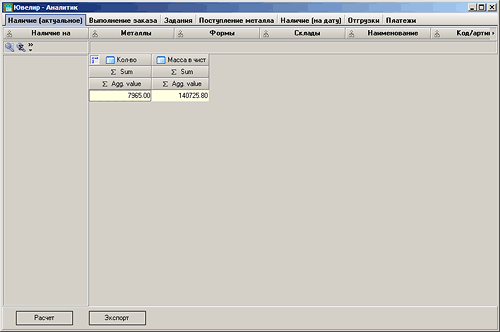 Ювелир - Аналитик
Наличие (актуальное) Выполнение заказа Задания Поступление металла Наличие (на дату) Отгрузки Платежи
Наличие на Металлы Формы Склады Наименование Код/артик
Кол-во Масса в чист
Σ Sum Σ Sum
Σ Agg. value Σ Agg. value
7965.00 140725.80
Расчет Экспорт